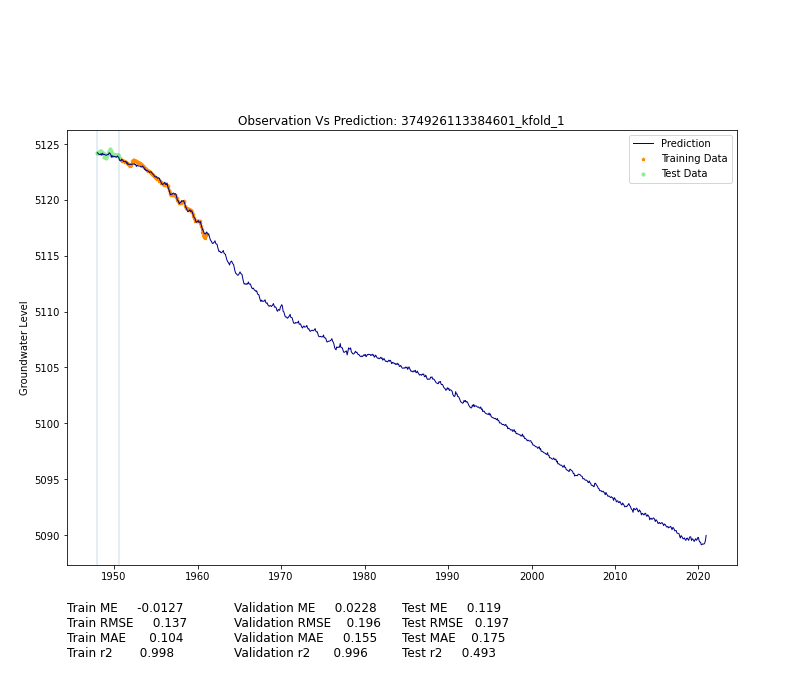 Observation Vs Prediction: 374926113384601_kfold_1
Prediction
Training Data
Test Data
Groundwater Level
5125
5120
5115
5110
5105
5100
5095
5090
1950 1960 1970 1980 1990 2000 2010 2020
Train ME -0.0127 Validation ME 0.0228 Test ME 0.119
Train RMSE 0.137 Validation RMSE 0.196 Test RMSE 0.197
Train MAE 0.104 Validation MAE 0.155 Test MAE 0.175
Train r2 0.998 Validation r2 0.996 Test r2 0.493